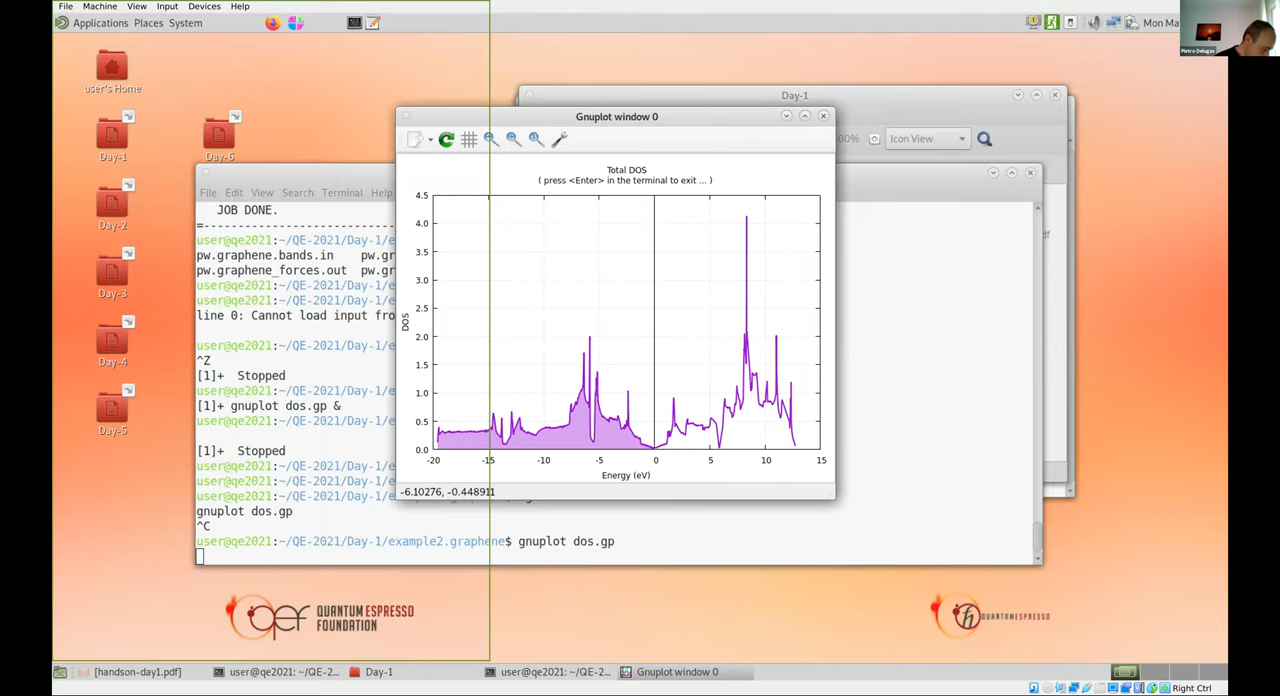 File Machine View Input Devices Help
Applications Places System
Mon Ma
Pietro Delugas
user's Home
Day-1
Day-6
Day-2
Day-3
Day-4
Day-5
Day-1
Icon View
File Edit View Search Terminal Help
JOB DONE.
=-----------------------
user@qe2021:~/QE-2021/Day-1/e
pw.graphene.bands.in pw.gr
pw.graphene_forces.out pw.gr
user@qe2021:~/QE-2021/Day-1/e
user@qe2021:~/QE-2021/Day-1/e
line 0: Cannot load input fro
user@qe2021:~/QE-2021/Day-1/e
^Z
[1]+ Stopped
user@qe2021:~/QE-2021/Day-1/e
[1]+ gnuplot dos.gp &
user@qe2021:~/QE-2021/Day-1/e
[1]+ Stopped
user@qe2021:~/QE-2021/Day-1/e
user@qe2021:~/QE-2021/Day-1/e
user@qe2021:~/QE-2021/Day-1/e
gnuplot dos.gp
^C
user@qe2021:~/QE-2021/Day-1/example2.graphene$ gnuplot dos.gp
Gnuplot window 0
Total DOS
( press <Enter> in the terminal to exit ... )
4.5
4.0
3.5
3.0
2.5
2.0
1.5
1.0
0.5
0.0
DOS
-20 -15 -10 -5 0 5 10 15
Energy (eV)
-6.10276, -0.448911
QUANTUM ESPRESSO
FOUNDATION
QUANTUMESPRESSO
[handson-day1.pdf]
user@qe2021: ~/QE-2...
Day-1
user@qe2021: ~/QE-2...
Gnuplot window 0
Right Ctrl